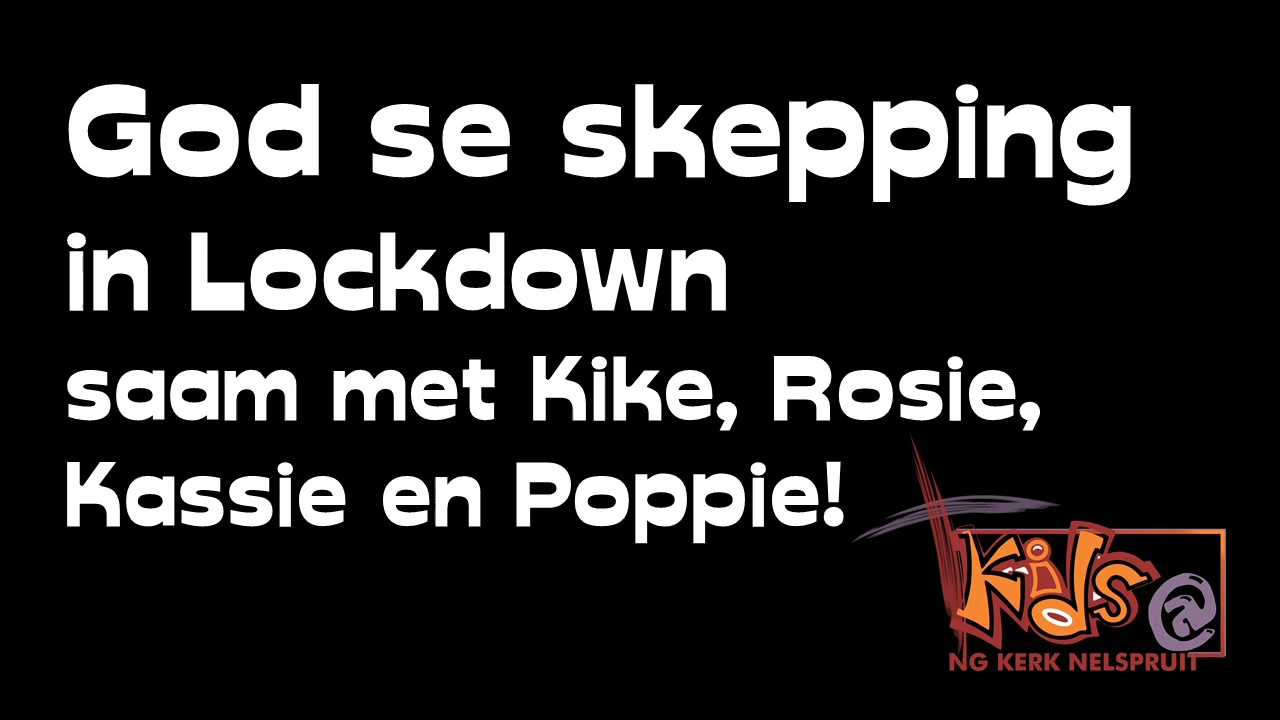 God se skepping
in Lockdown
saam met Kike, Rosie,
Kassie en Poppie!
Kids@
NG KERK NELSPRUIT